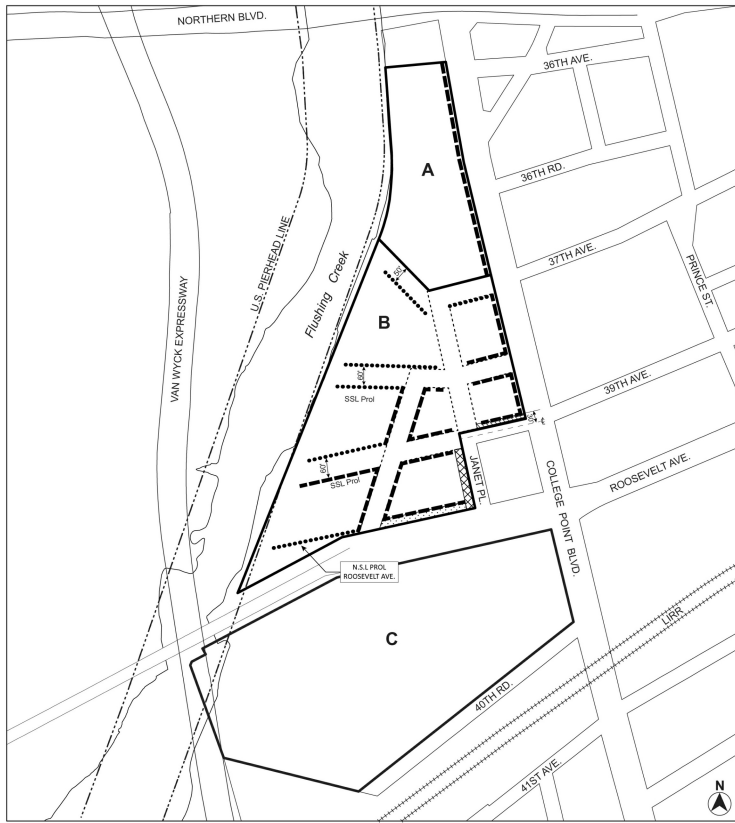 NORTHERN BLVD.
36TH AVE.
A
36TH RD.
U.S. PIERHEAD LINE
Flushing Creek
37TH AVE.
PRINCE ST.
50'
VAN WYCK EXPRESSWAY
B
60'
SSL Prol
39TH AVE.
JANET PL.
COLLEGE POINT BLVD.
ROOSEVELT AVE.
60'
SSL Prol
N.S.L PROL
ROOSEVELT AVE.
C
LIRR
40TH RD.
41ST AVE.
N